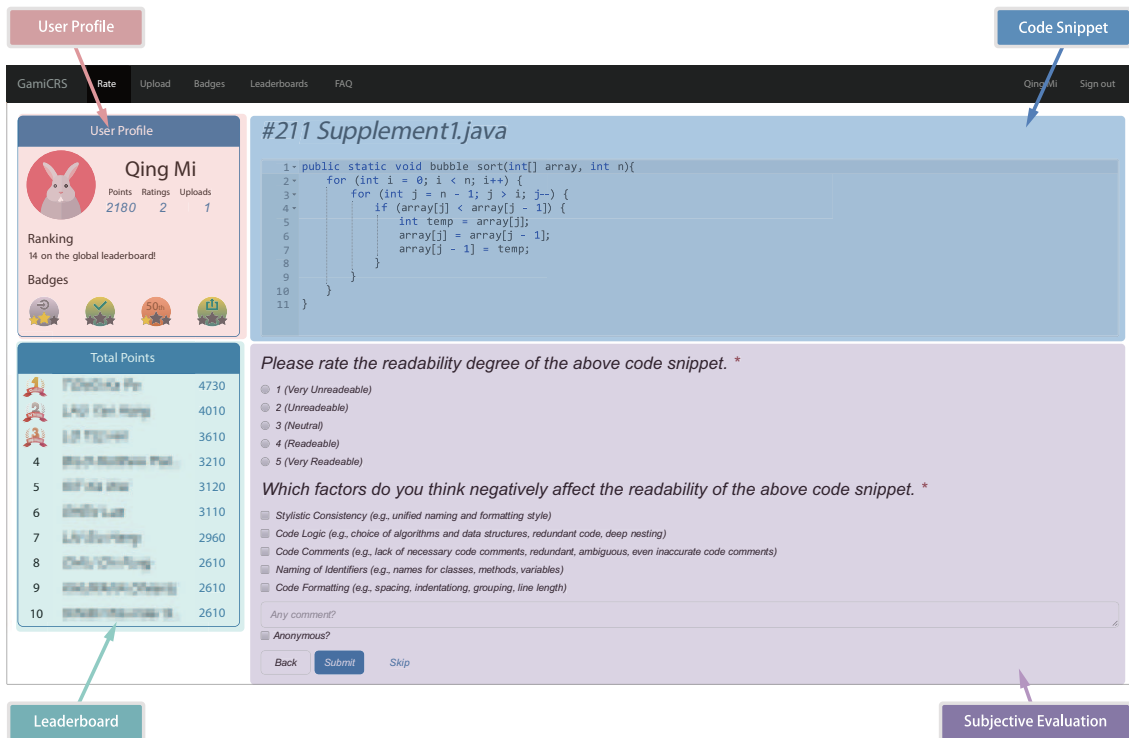 User Profile
Code Snippet
GamiCRS Rate Upload Badges Leaderboards FAQ Qing Mi Sign out
User Profile
Qing Mi
Points Ratings Uploads
2180 2 1
Ranking
14 on the global leaderboard!
Badges
50th
#211 Supplement1.java
1 public static void bubble sort(int[] array, int n){
2 for (int i = 0; i < n; i++) {
3 for (int j = n - 1; j > i; j--) {
4 if (array[j] < array[j - 1]) {
5 int temp = array[j];
6 array[j] = array[j - 1];
7 array[j - 1] = temp;
8 }
9 }
10 }
11 }
Total Points
1 4730
2 4010
3 3610
4 3210
5 3120
6 3110
7 2960
8 2610
9 2610
10 2610
Please rate the readability degree of the above code snippet. *
1 (Very Unreadeable)
2 (Unreadeable)
3 (Neutral)
4 (Readeable)
5 (Very Readeable)
Which factors do you think negatively affect the readability of the above code snippet. *
Stylistic Consistency (e.g., unified naming and formatting style)
Code Logic (e.g., choice of algorithms and data structures, redundant code, deep nesting)
Code Comments (e.g., lack of necessary code comments, redundant, ambiguous, even inaccurate code comments)
Naming of Identifiers (e.g., names for classes, methods, variables)
Code Formatting (e.g., spacing, indentationg, grouping, line length)
Any comment?
Anonymous?
Back Submit Skip
Leaderboard
Subjective Evaluation